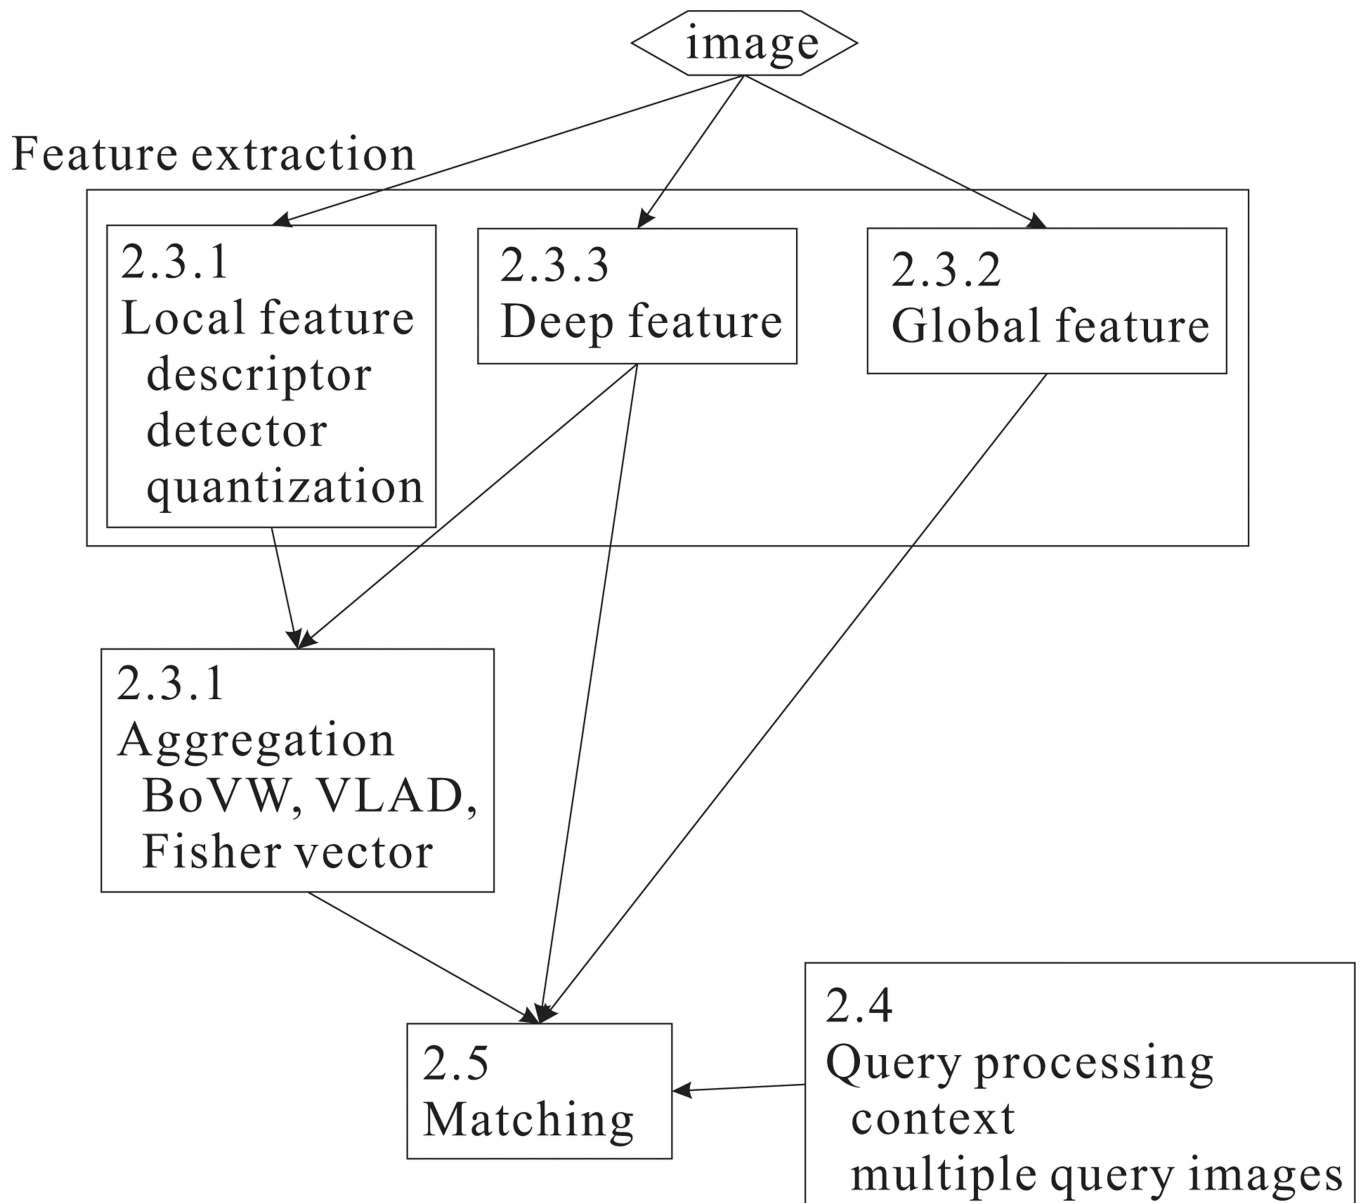 image
Feature extraction
2.3.1
Local feature
descriptor
detector
quantization
2.3.3
Deep feature
2.3.2
Global feature
2.3.1
Aggregation
BoVW, VLAD,
Fisher vector
2.5
Matching
2.4
Query processing
context
multiple query images